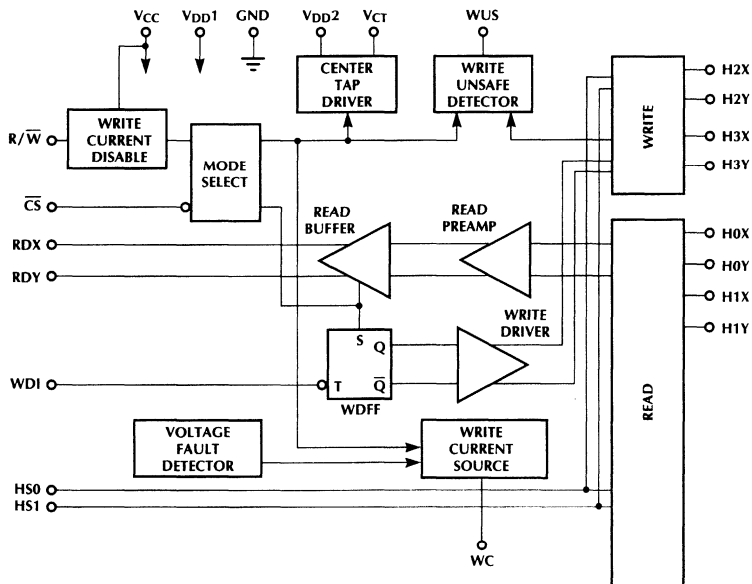 VCC VDD1 GND VDD2 VCT WUS
CENTER
TAP
DRIVER
WRITE
UNSAFE
DETECTOR
WRITE
H2X
H2Y
H3X
H3Y
R/W̅
WRITE
CURRENT
DISABLE
MODE
SELECT
C̅S̅
RDX
RDY
READ
BUFFER
READ
PREAMP
H0X
H0Y
H1X
H1Y
READ
WRITE
DRIVER
S
Q
Q̅
T
WDFF
WDI
VOLTAGE
FAULT
DETECTOR
WRITE
CURRENT
SOURCE
HS0
HS1
WC